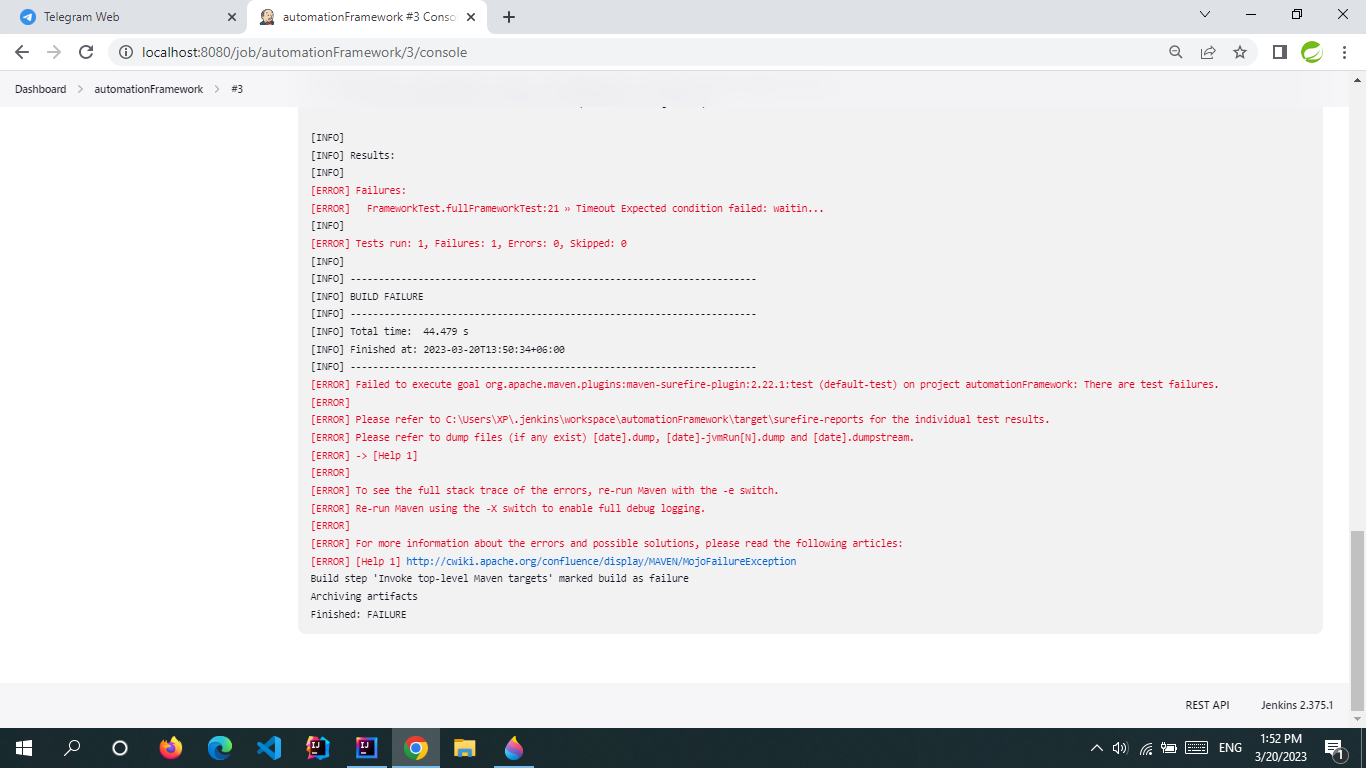 Telegram Web
automationFramework #3 Conso
localhost:8080/job/automationFramework/3/console
Dashboard
automationFramework
#3
[INFO]
[INFO] Results:
[INFO]
[ERROR] Failures:
[ERROR]   FrameworkTest.fullFrameworkTest:21 » Timeout Expected condition failed: waitin...
[INFO]
[ERROR] Tests run: 1, Failures: 1, Errors: 0, Skipped: 0
[INFO]
[INFO] ------------------------------------------------------------------------
[INFO] BUILD FAILURE
[INFO] ------------------------------------------------------------------------
[INFO] Total time:  44.479 s
[INFO] Finished at: 2023-03-20T13:50:34+06:00
[INFO] ------------------------------------------------------------------------
[ERROR] Failed to execute goal org.apache.maven.plugins:maven-surefire-plugin:2.22.1:test (default-test) on project automationFramework: There are test failures.
[ERROR]
[ERROR] Please refer to C:\Users\XP\.jenkins\workspace\automationFramework\target\surefire-reports for the individual test results.
[ERROR] Please refer to dump files (if any exist) [date].dump, [date]-jvmRun[N].dump and [date].dumpstream.
[ERROR] -> [Help 1]
[ERROR]
[ERROR] To see the full stack trace of the errors, re-run Maven with the -e switch.
[ERROR] Re-run Maven using the -X switch to enable full debug logging.
[ERROR]
[ERROR] For more information about the errors and possible solutions, please read the following articles:
[ERROR] [Help 1] http://cwiki.apache.org/confluence/display/MAVEN/MojoFailureException
Build step 'Invoke top-level Maven targets' marked build as failure
Archiving artifacts
Finished: FAILURE
REST API
Jenkins 2.375.1
ENG
1:52 PM
3/20/2023
1